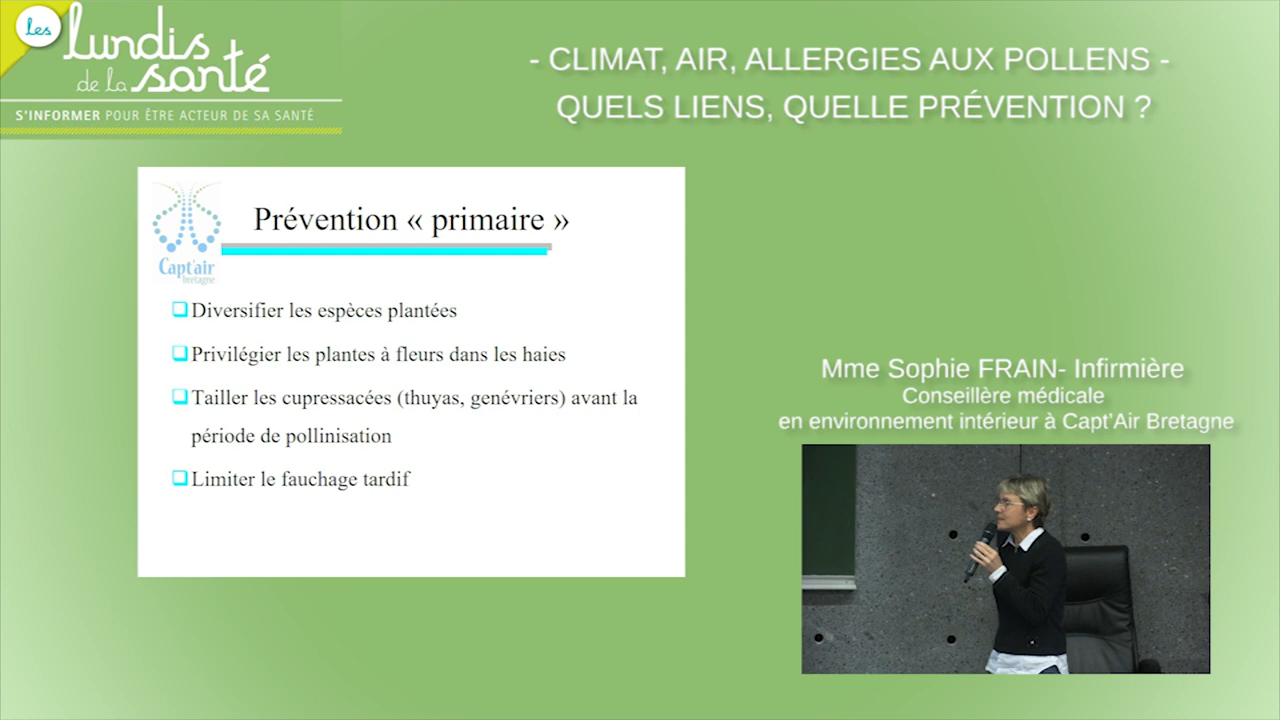 Les
lundis
de la santé
S'INFORMER POUR ÊTRE ACTEUR DE SA SANTÉ
- CLIMAT, AIR, ALLERGIES AUX POLLENS -
QUELS LIENS, QUELLE PRÉVENTION ?
Capt'air
bretagne
Prévention « primaire »
Diversifier les espèces plantées
Privilégier les plantes à fleurs dans les haies
Tailler les cupressacées (thuyas, genévriers) avant la
période de pollinisation
Limiter le fauchage tardif
Mme Sophie FRAIN- Infirmière
Conseillère médicale
en environnement intérieur à Capt'Air Bretagne